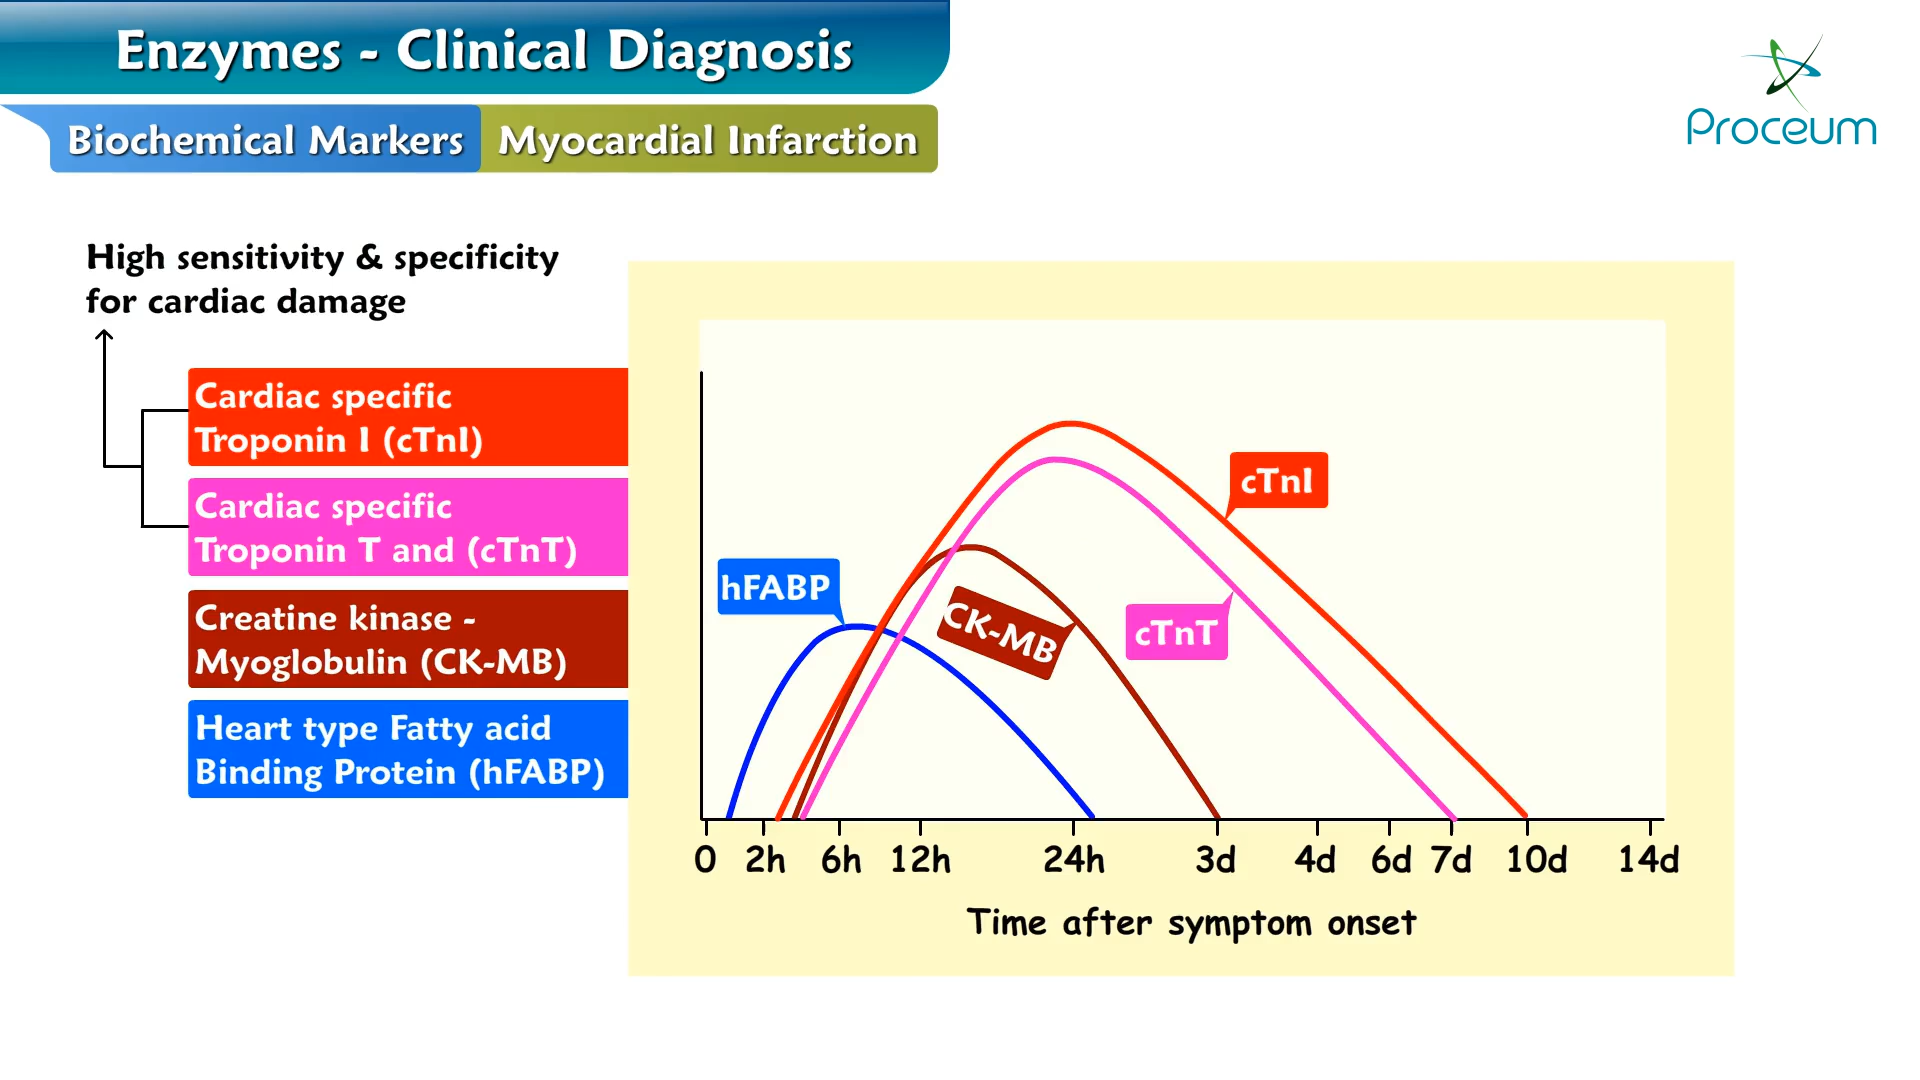 Enzymes - Clinical Diagnosis
Biochemical Markers
Myocardial Infarction
Proceum
High sensitivity & specificity
for cardiac damage
Cardiac specific
Troponin I (cTnI)
Cardiac specific
Troponin T and (cTnT)
Creatine kinase -
Myoglobulin (CK-MB)
Heart type Fatty acid
Binding Protein (hFABP)
cTnI
hFABP
CK-MB
cTnT
0 2h 6h 12h 24h 3d 4d 6d 7d 10d 14d
Time after symptom onset